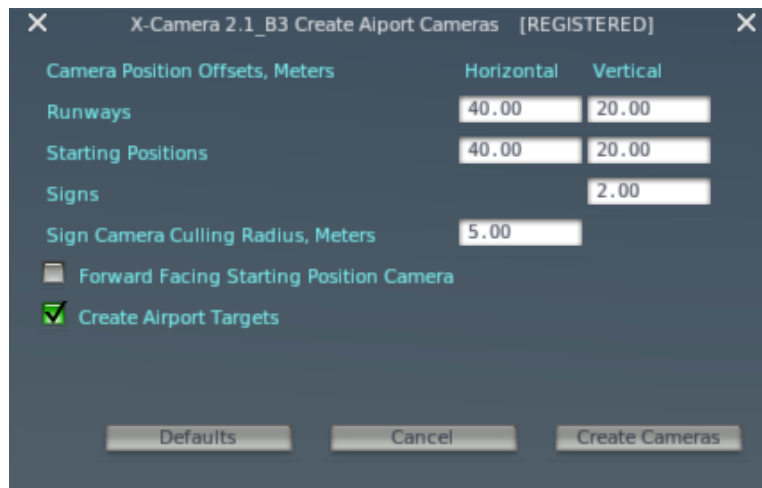 X-Camera 2.1_B3 Create Aiport Cameras [REGISTERED]
Camera Position Offsets, Meters Horizontal Vertical
Runways 40.00 20.00
Starting Positions 40.00 20.00
Signs 2.00
Sign Camera Culling Radius, Meters 5.00
Forward Facing Starting Position Camera
Create Airport Targets
Defaults Cancel Create Cameras